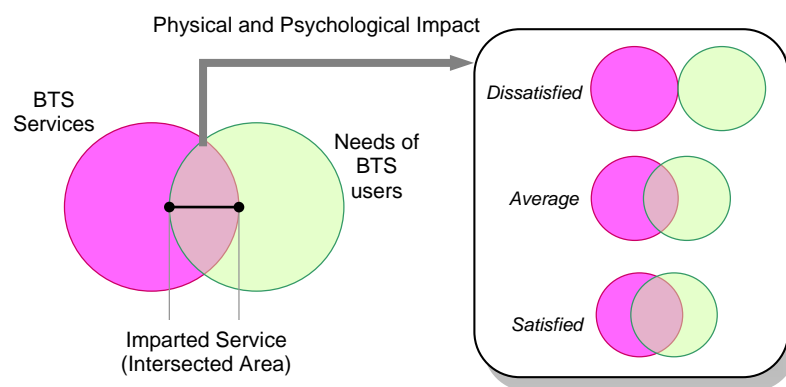 Physical and Psychological Impact
BTS
Services
Needs of
BTS
users
Imparted Service
(Intersected Area)
Dissatisfied
Average
Satisfied